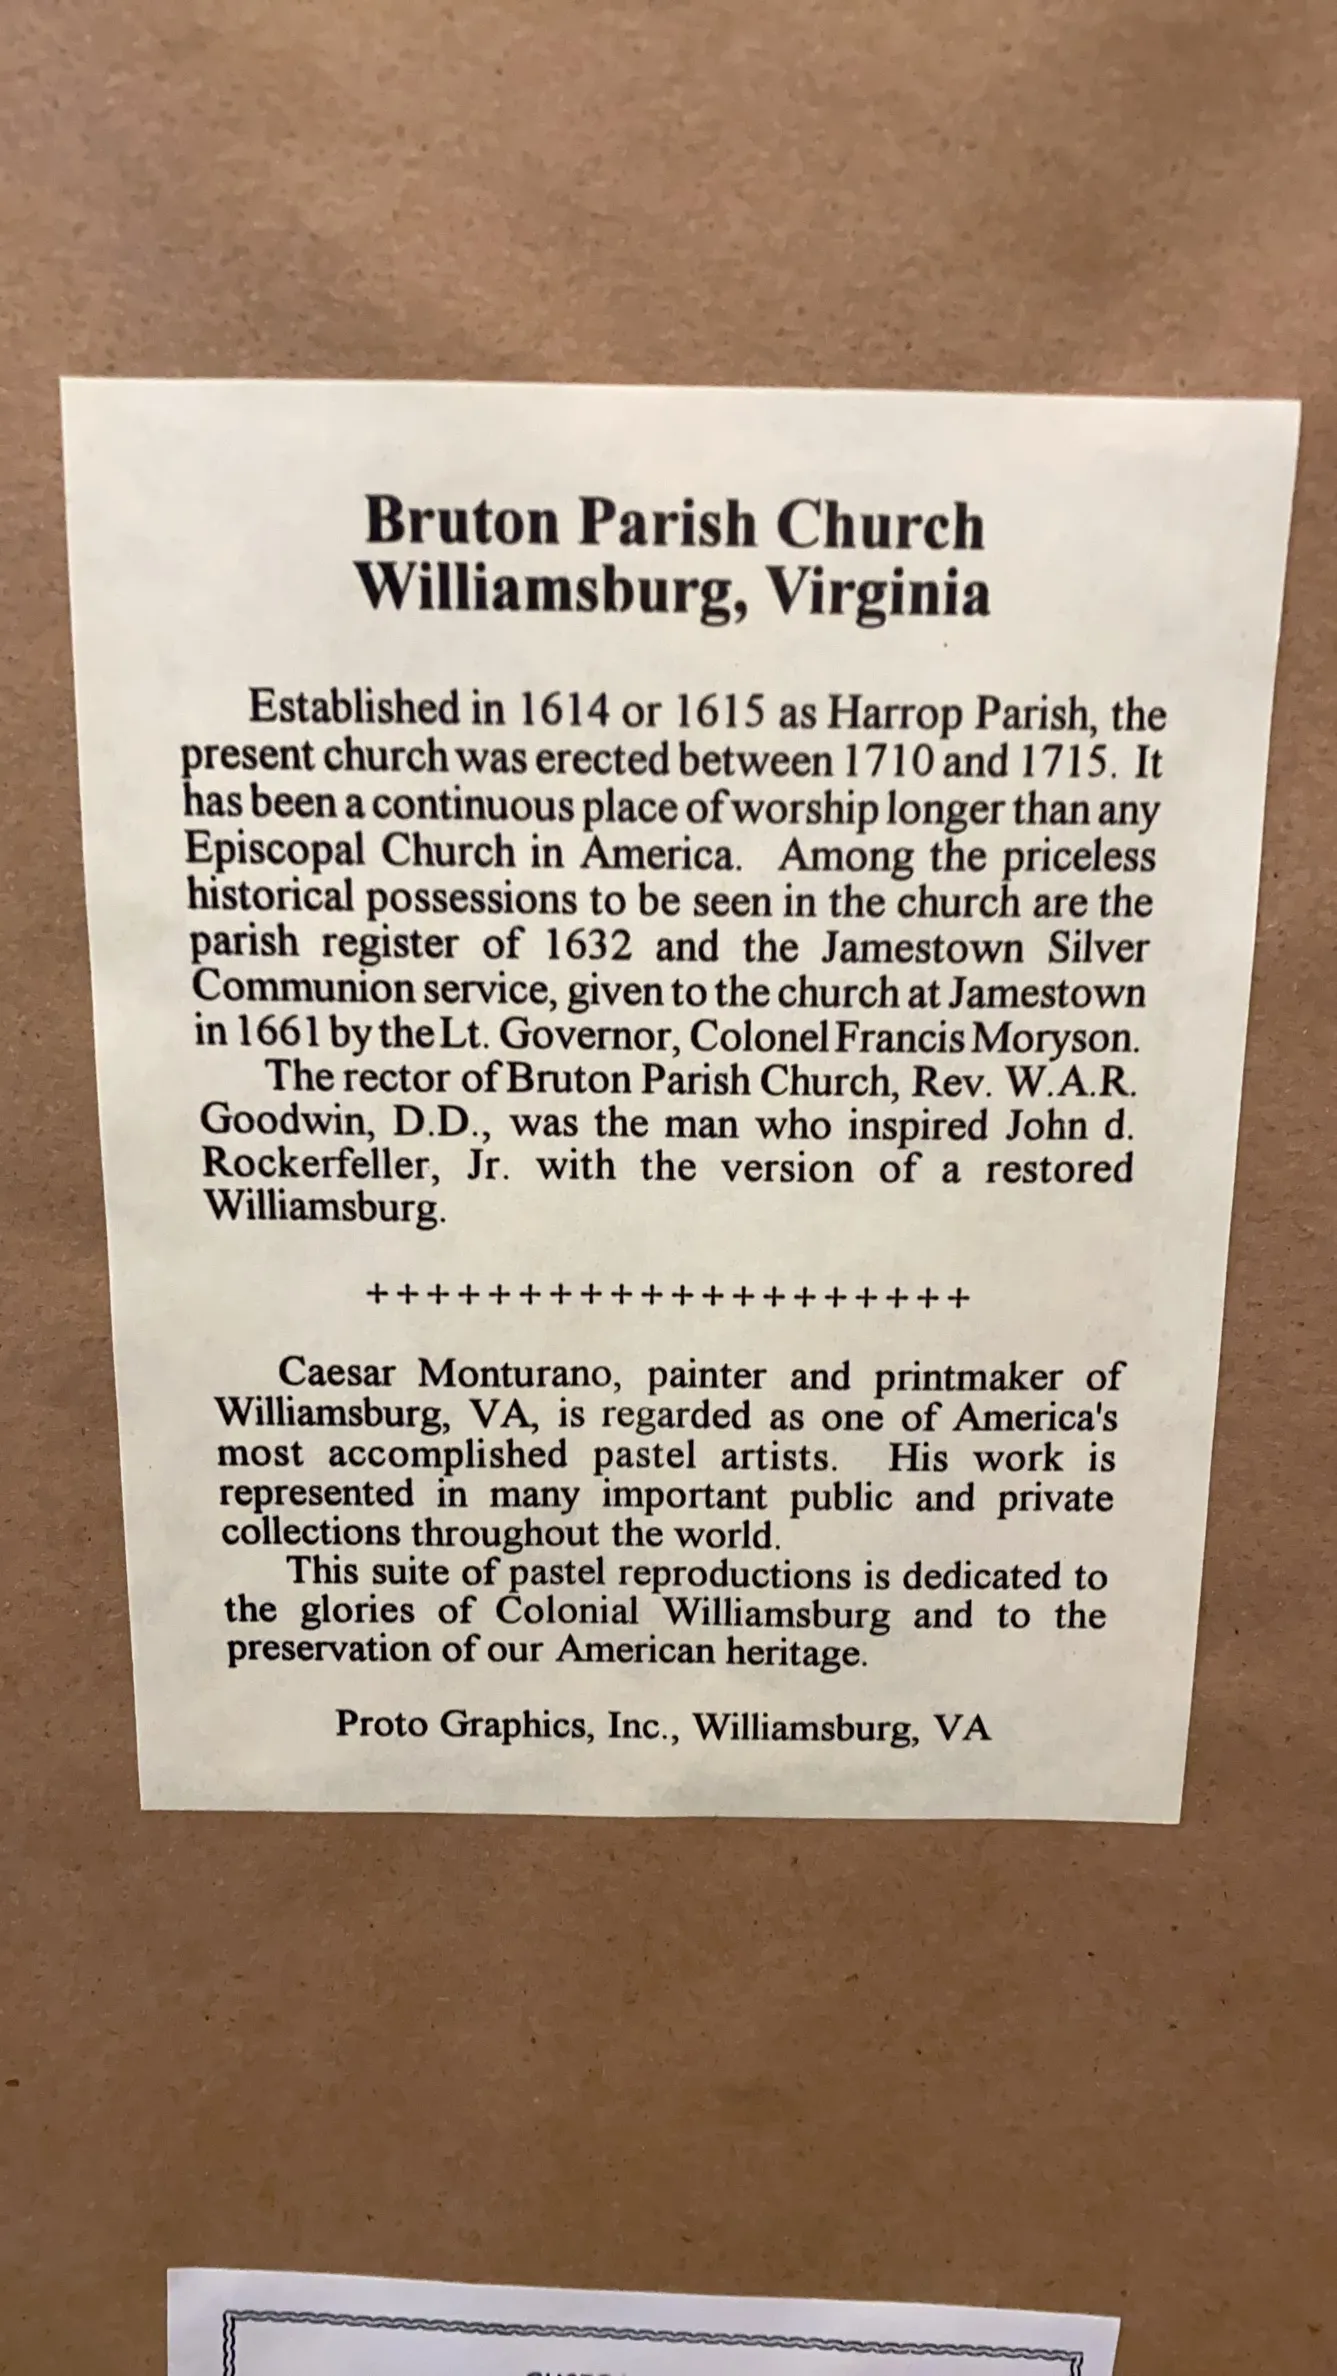 Bruton Parish Church
Williamsburg, Virginia
Established in 1614 or 1615 as Harrop Parish, the
present church was erected between 1710 and 1715. It
has been a continuous place of worship longer than any
Episcopal Church in America. Among the priceless
historical possessions to be seen in the church are the
parish register of 1632 and the Jamestown Silver
Communion service, given to the church at Jamestown
in 1661 by the Lt. Governor, Colonel Francis Moryson.
The rector of Bruton Parish Church, Rev. W.A.R.
Goodwin, D.D., was the man who inspired John d.
Rockerfeller, Jr. with the version of a restored
Williamsburg.
++++++++++++++++++++
Caesar Monturano, painter and printmaker of
Williamsburg, VA, is regarded as one of America's
most accomplished pastel artists. His work is
represented in many important public and private
collections throughout the world.
This suite of pastel reproductions is dedicated to
the glories of Colonial Williamsburg and to the
preservation of our American heritage.
Proto Graphics, Inc., Williamsburg, VA